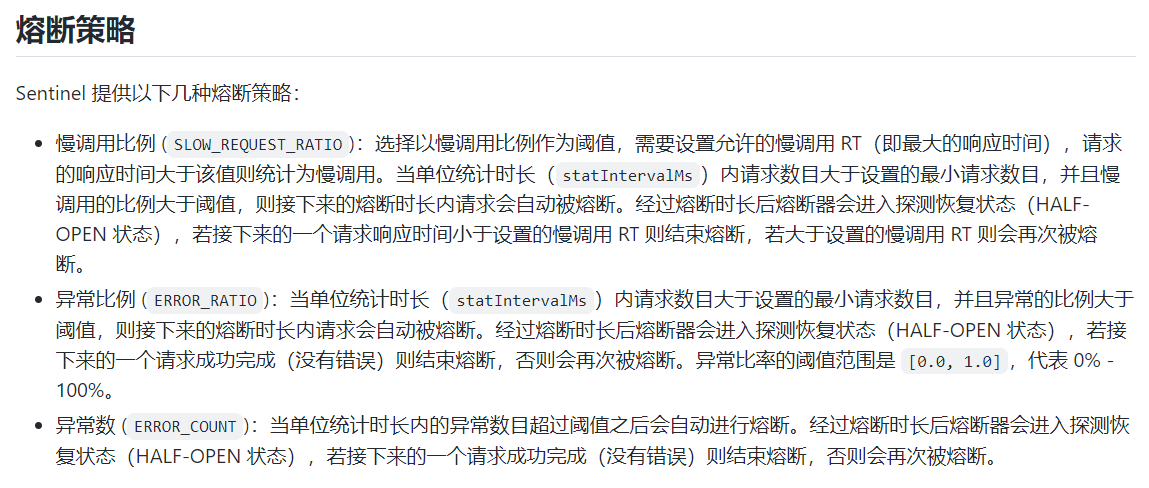 熔断策略
Sentinel 提供以下几种熔断策略：
慢调用比例 (SLOW_REQUEST_RATIO)：选择以慢调用比例作为阈值，需要设置允许的慢调用 RT（即最大的响应时间），请求
的响应时间大于该值则统计为慢调用。当单位统计时长（statIntervalMs）内请求数目大于设置的最小请求数目，并且慢
调用的比例大于阈值，则接下来的熔断时长内请求会自动被熔断。经过熔断时长后熔断器会进入探测恢复状态（HALF-
OPEN 状态），若接下来的一个请求响应时间小于设置的慢调用 RT 则结束熔断，若大于设置的慢调用 RT 则会再次被熔
断。
异常比例 (ERROR_RATIO)：当单位统计时长（statIntervalMs）内请求数目大于设置的最小请求数目，并且异常的比例大于
阈值，则接下来的熔断时长内请求会自动被熔断。经过熔断时长后熔断器会进入探测恢复状态（HALF-OPEN 状态），若接
下来的一个请求成功完成（没有错误）则结束熔断，否则会再次被熔断。异常比率的阈值范围是 [0.0, 1.0]，代表 0% -
100%。
异常数 (ERROR_COUNT)：当单位统计时长内的异常数目超过阈值之后会自动进行熔断。经过熔断时长后熔断器会进入探测恢
复状态（HALF-OPEN 状态），若接下来的一个请求成功完成（没有错误）则结束熔断，否则会再次被熔断。